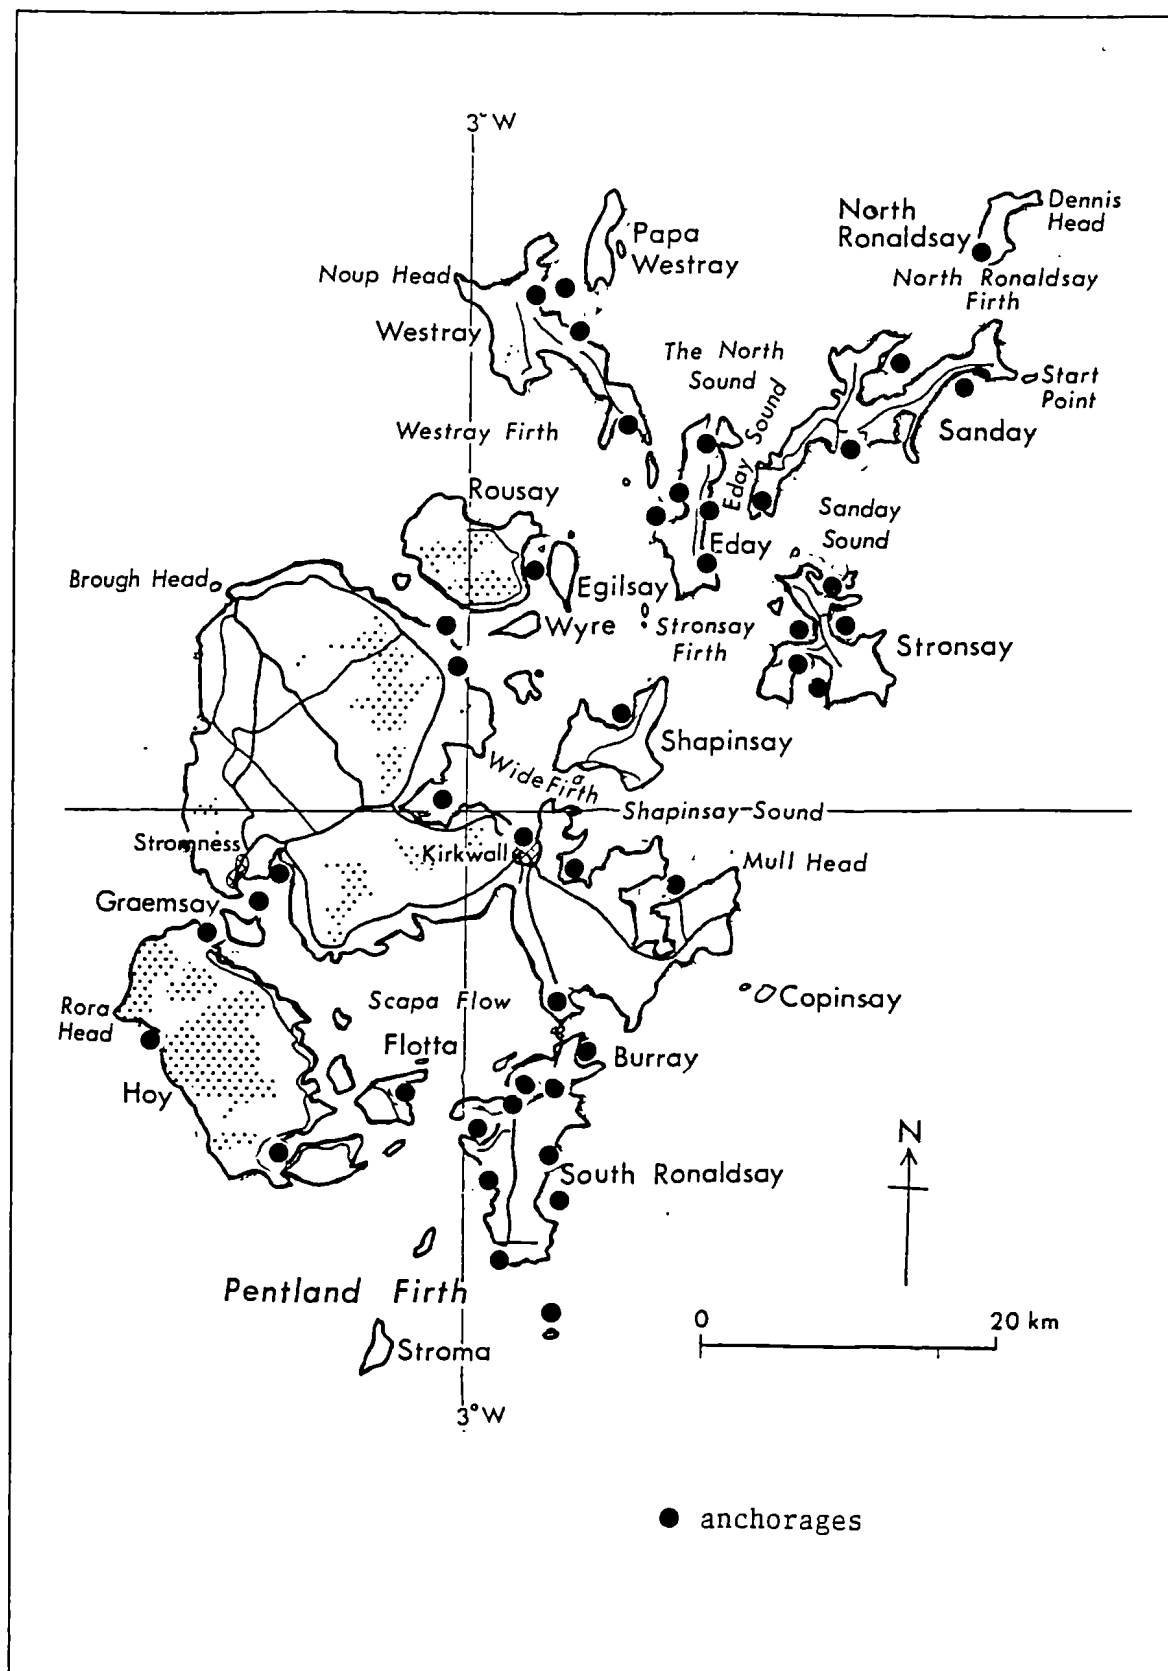 3°W
North
Ronaldsay
Dennis
Head
Papa
Westray
Noup Head
North Ronaldsay
Firth
Westray
The North
Sound
Start
Point
Westray Firth
Eday Sound
Sanday
Rousay
Sanday
Sound
Eday
Brough Head
Egilsay
Wyre
Stronsay
Firth
Stronsay
Shapinsay
Wide Firth
Shapinsay Sound
Stromness
Kirkwall
Mull Head
Graemsay
Rora
Head
Scapa Flow
Copinsay
Flotta
Burray
Hoy
N
South Ronaldsay
Pentland Firth
0
20 km
Stroma
3°W
anchorages